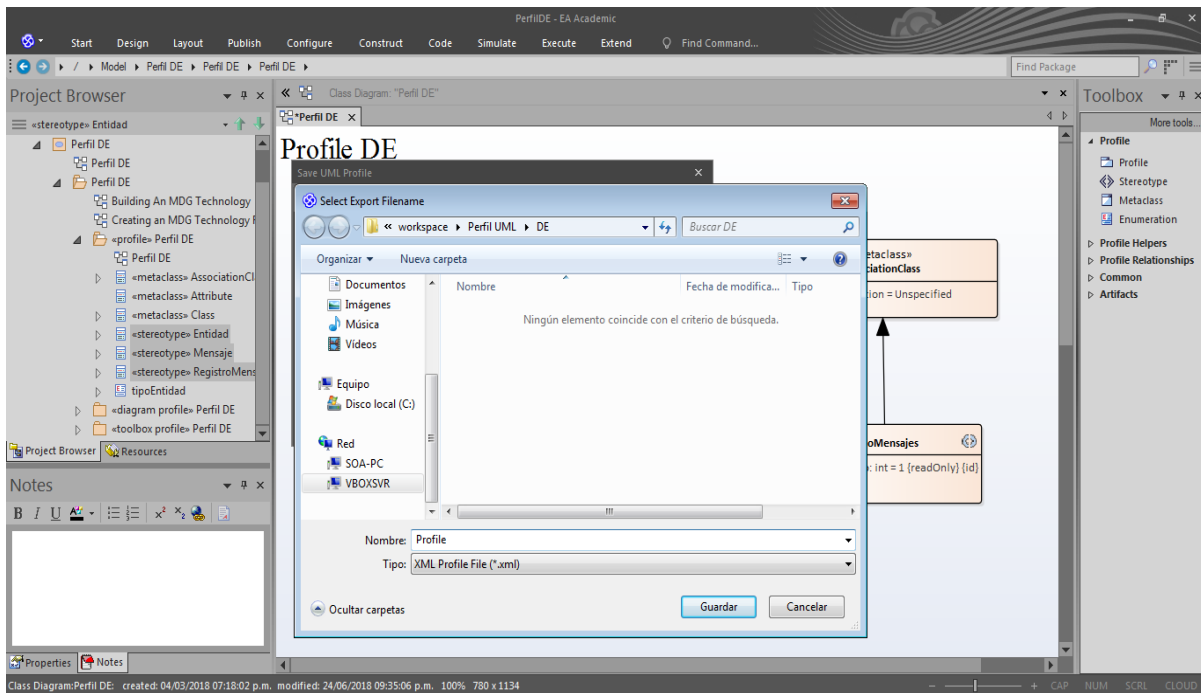 PerfilDE - EA Academic
Start Design Layout Publish Configure Construct Code Simulate Execute Extend Find Command...
/ Model Perfil DE Perfil DE Perfil DE
Find Package
Project Browser
«stereotype» Entidad
Perfil DE
Perfil DE
Perfil DE
Building An MDG Technology
Creating an MDG Technology F
«profile» Perfil DE
Perfil DE
«metaclass» AssociationCl
«metaclass» Attribute
«metaclass» Class
«stereotype» Entidad
«stereotype» Mensaje
«stereotype» RegistroMens
tipoEntidad
«diagram profile» Perfil DE
«toolbox profile» Perfil DE
Project Browser Resources
Notes
B I U A x² x₂
Properties Notes
Class Diagram: "Perfil DE"
*Perfil DE
Profile DE
Save UML Profile
Select Export Filename
« workspace Perfil UML DE
Buscar DE
Organizar Nueva carpeta
Documentos
Imágenes
Música
Vídeos
Equipo
Disco local (C:)
Red
SOA-PC
VBOXSVR
Nombre Fecha de modifica... Tipo
Ningún elemento coincide con el criterio de búsqueda.
Nombre: Profile
Tipo: XML Profile File (*.xml)
Ocultar carpetas
Guardar Cancelar
etaclass»
ciationClass
tion = Unspecified
oMensajes
o: int = 1 {readOnly} {id}
Toolbox
More tools...
Profile
Profile
Stereotype
Metaclass
Enumeration
Profile Helpers
Profile Relationships
Common
Artifacts
Class Diagram:Perfil DE: created: 04/03/2018 07:18:02 p.m. modified: 24/06/2018 09:35:06 p.m. 100% 780 x 1134
CAP NUM SCRL CLOUD